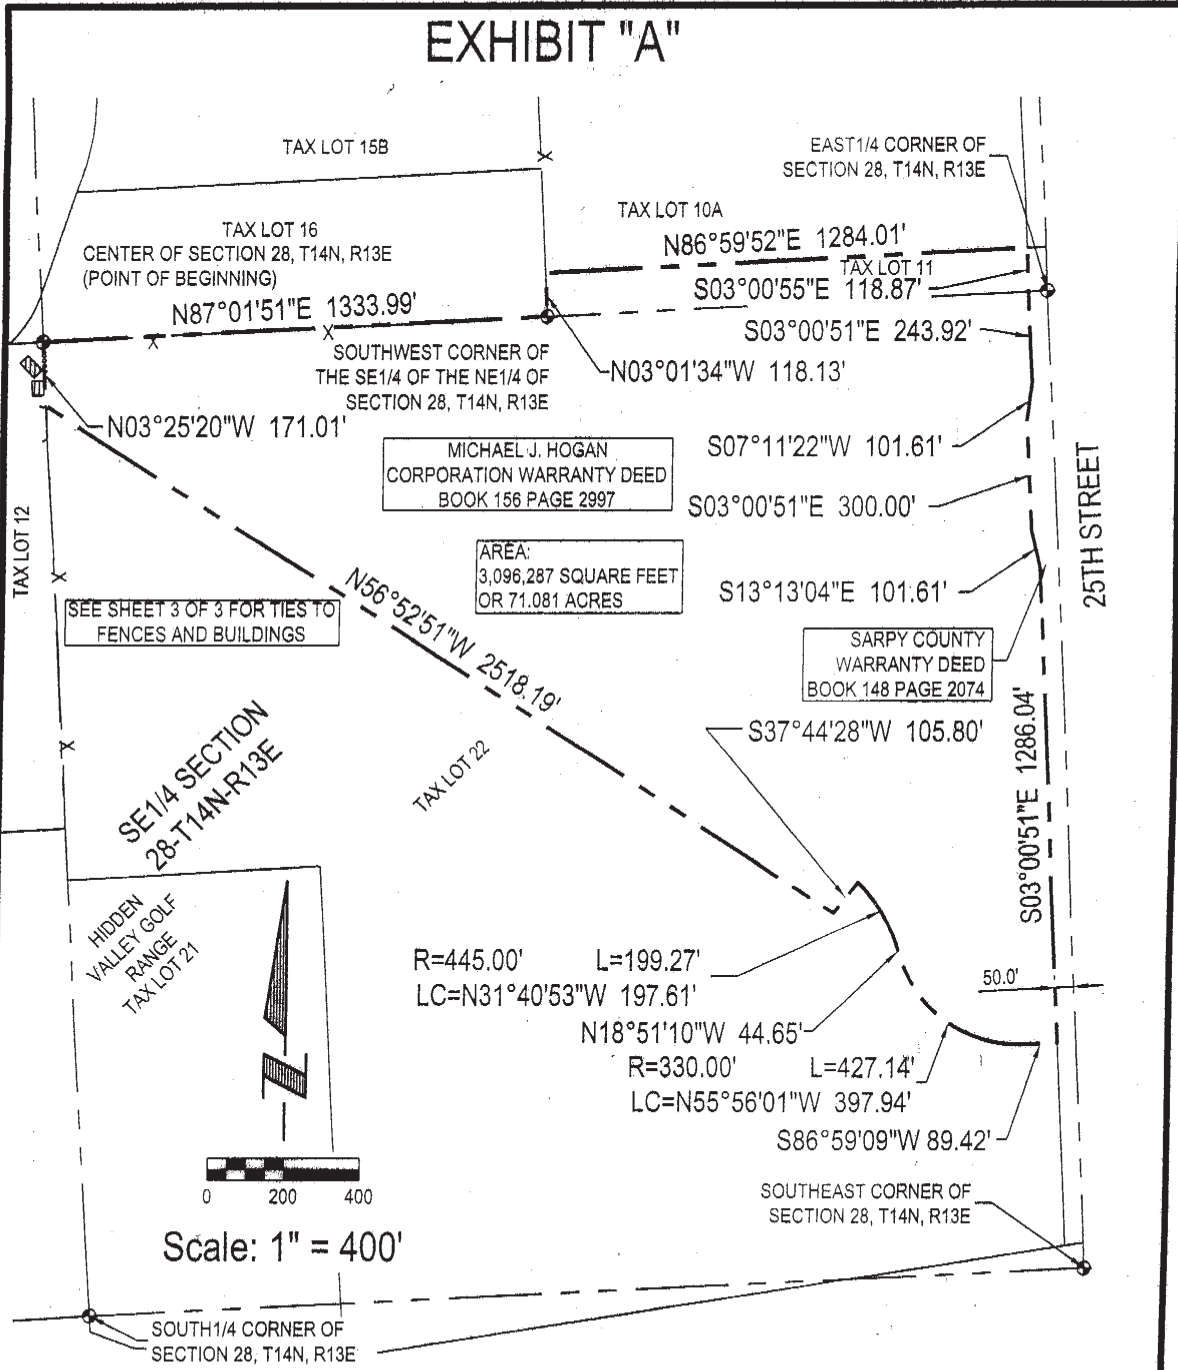 EXHIBIT "A"
TAX LOT 15B
EAST1/4 CORNER OF
SECTION 28, T14N, R13E
TAX LOT 10A
TAX LOT 16
CENTER OF SECTION 28, T14N, R13E
(POINT OF BEGINNING)
N86°59'52"E 1284.01'
TAX LOT 11
S03°00'55"E 118.87'
N87°01'51"E 1333.99'
S03°00'51"E 243.92'
SOUTHWEST CORNER OF
THE SE1/4 OF THE NE1/4 OF
SECTION 28, T14N, R13E
N03°01'34"W 118.13'
N03°25'20"W 171.01'
S07°11'22"W 101.61'
MICHAEL J. HOGAN
CORPORATION WARRANTY DEED
BOOK 156 PAGE 2997
S03°00'51"E 300.00'
25TH STREET
TAX LOT 12
AREA:
3,096,287 SQUARE FEET
OR 71.081 ACRES
S13°13'04"E 101.61'
SEE SHEET 3 OF 3 FOR TIES TO
FENCES AND BUILDINGS
N56°52'51"W 2518.19'
SARPY COUNTY
WARRANTY DEED
BOOK 148 PAGE 2074
S37°44'28"W 105.80'
S03°00'51"E 1286.04'
SE1/4 SECTION
28-T14N-R13E
TAX LOT 22
HIDDEN
VALLEY GOLF
RANGE
TAX LOT 21
R=445.00' L=199.27'
LC=N31°40'53"W 197.61'
50.0'
N18°51'10"W 44.65'
R=330.00' L=427.14'
LC=N55°56'01"W 397.94'
S86°59'09"W 89.42'
0 200 400
SOUTHEAST CORNER OF
SECTION 28, T14N, R13E
Scale: 1" = 400'
SOUTH1/4 CORNER OF
SECTION 28, T14N, R13E